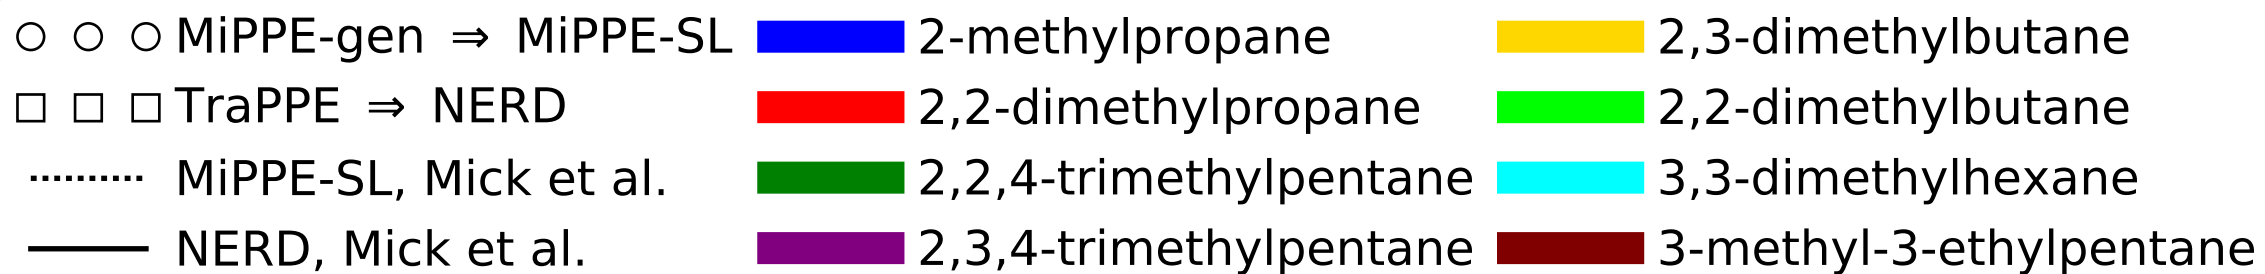 MiPPE-gen ⇒ MiPPE-SL 2-methylpropane 2,3-dimethylbutane
TraPPE ⇒ NERD 2,2-dimethylpropane 2,2-dimethylbutane
MiPPE-SL, Mick et al. 2,2,4-trimethylpentane 3,3-dimethylhexane
NERD, Mick et al. 2,3,4-trimethylpentane 3-methyl-3-ethylpentane